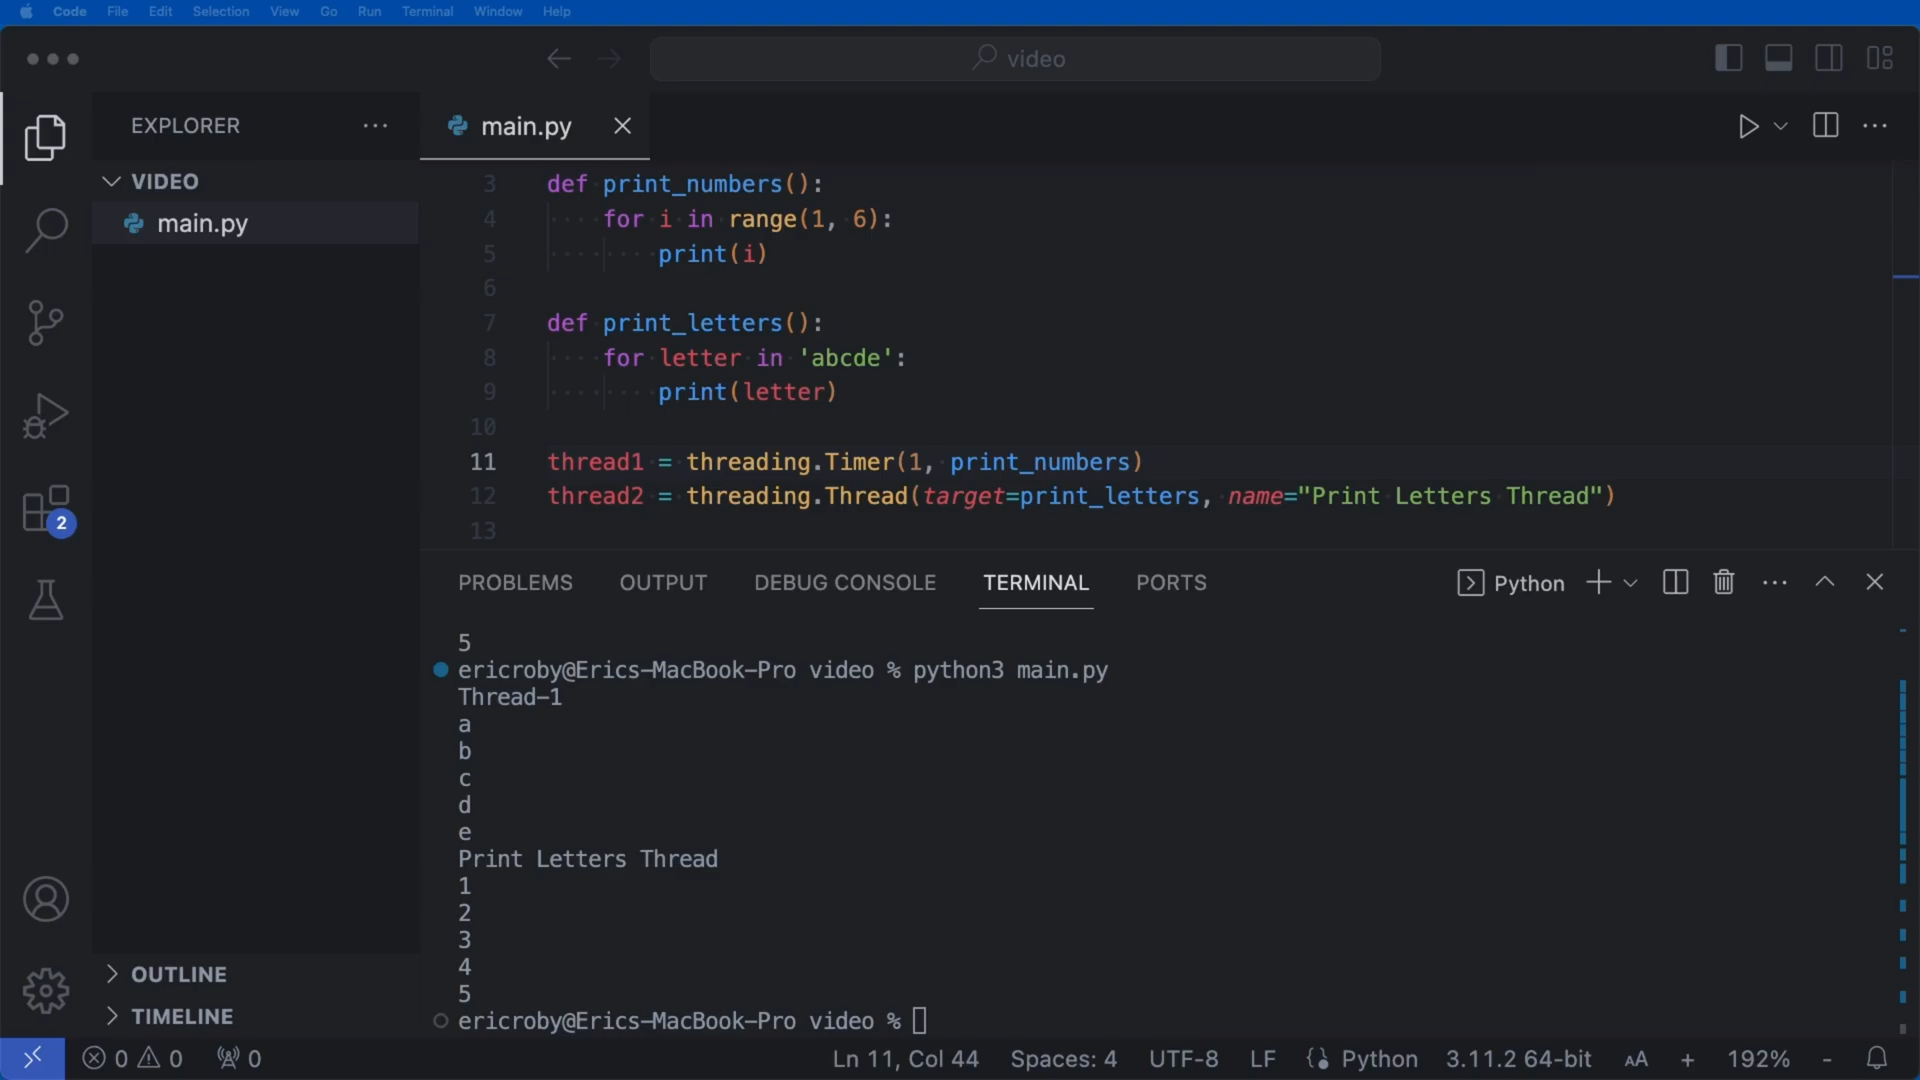 Code File Edit Selection View Go Run Terminal Window Help
video
EXPLORER
main.py
VIDEO
main.py
3 def print_numbers():
4 for i in range(1, 6):
5 print(i)
6
7 def print_letters():
8 for letter in 'abcde':
9 print(letter)
10
11 thread1 = threading.Timer(1, print_numbers)
12 thread2 = threading.Thread(target=print_letters, name="Print Letters Thread")
13
2
PROBLEMS OUTPUT DEBUG CONSOLE TERMINAL PORTS
Python
5
ericroby@Erics-MacBook-Pro video % python3 main.py
Thread-1
a
b
c
d
e
Print Letters Thread
1
2
3
4
5
ericroby@Erics-MacBook-Pro video %
OUTLINE
TIMELINE
0 0 0 Ln 11, Col 44 Spaces: 4 UTF-8 LF Python 3.11.2 64-bit AA + 192% -